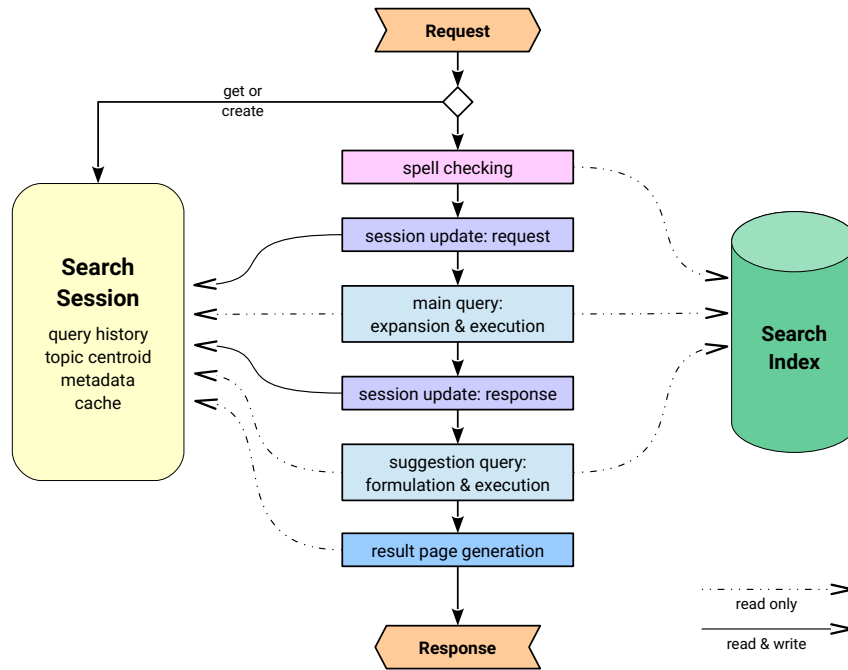 Request
get or
create
spell checking
session update: request
Search
Session
query history
topic centroid
metadata
cache
main query:
expansion & execution
Search
Index
session update: response
suggestion query:
formulation & execution
result page generation
read only
read & write
Response